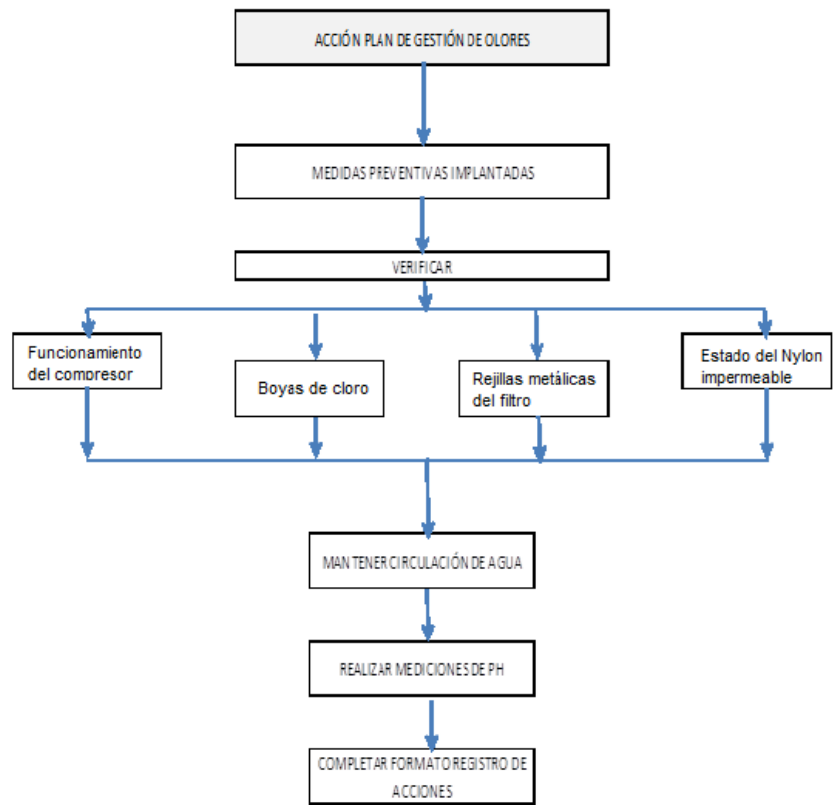 ACCIÓN PLAN DE GESTIÓN DE OLORES
MEDIDAS PREVENTIVAS IMPLANTADAS
VERIFICAR
Funcionamiento
del compresor
Boyas de cloro
Rejillas metálicas
del filtro
Estado del Nylon
impermeable
MANTENER CIRCULACIÓN DE AGUA
REALIZAR MEDICIONES DE PH
COMPLETAR FORMATO REGISTRO DE
ACCIONES